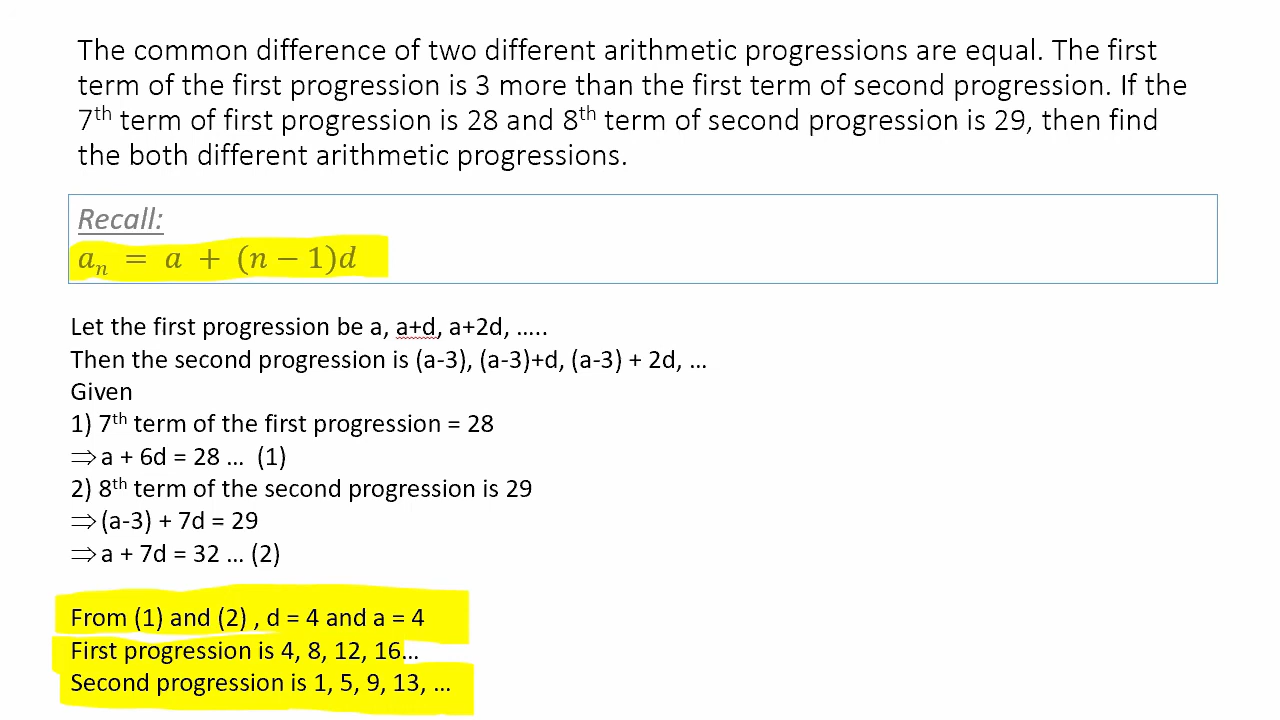 The common difference of two different arithmetic progressions are equal. The first
term of the first progression is 3 more than the first term of second progression. If the
7th term of first progression is 28 and 8th term of second progression is 29, then find
the both different arithmetic progressions.
Recall:
aₙ = a + (n − 1)d
Let the first progression be a, a+d, a+2d, …..
Then the second progression is (a-3), (a-3)+d, (a-3) + 2d, …
Given
1) 7th term of the first progression = 28
⇒ a + 6d = 28 … (1)
2) 8th term of the second progression is 29
⇒ (a-3) + 7d = 29
⇒ a + 7d = 32 … (2)
From (1) and (2) , d = 4 and a = 4
First progression is 4, 8, 12, 16…
Second progression is 1, 5, 9, 13, …